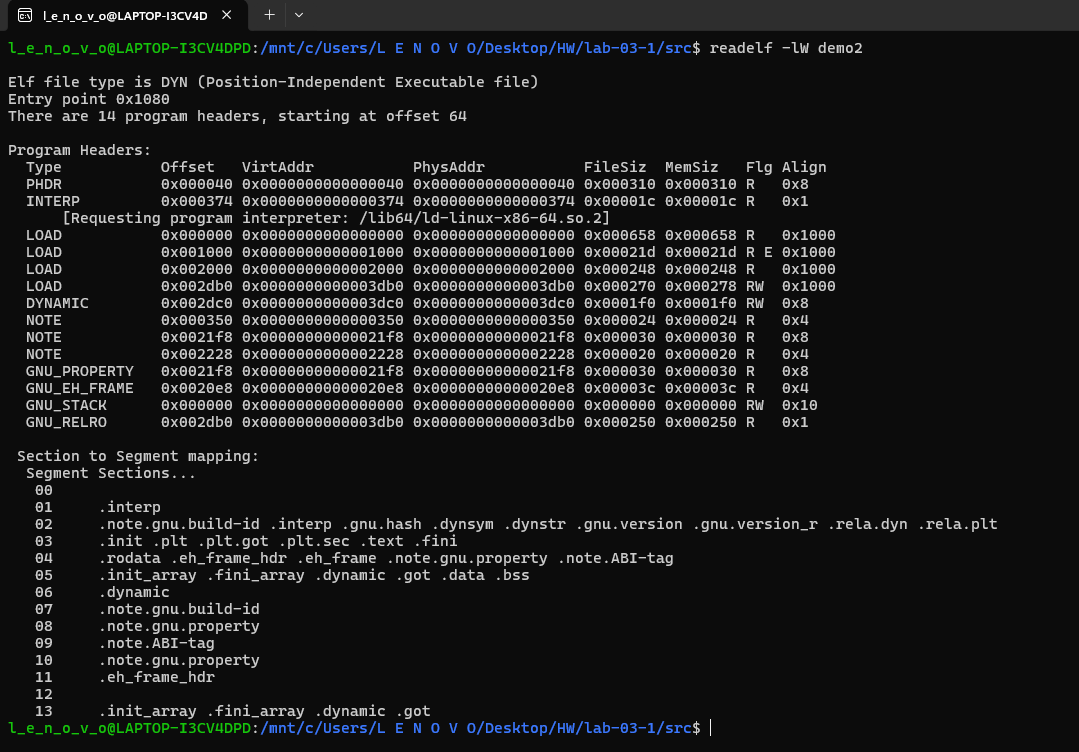 l_e_n_o_v_o@LAPTOP-I3CV4D
l_e_n_o_v_o@LAPTOP-I3CV4DPD:/mnt/c/Users/L E N O V O/Desktop/HW/lab-03-1/src$ readelf -lW demo2

Elf file type is DYN (Position-Independent Executable file)
Entry point 0x1080
There are 14 program headers, starting at offset 64

Program Headers:
  Type           Offset   VirtAddr           PhysAddr           FileSiz  MemSiz   Flg Align
  PHDR           0x000040 0x0000000000000040 0x0000000000000040 0x000310 0x000310 R   0x8
  INTERP         0x000374 0x0000000000000374 0x0000000000000374 0x00001c 0x00001c R   0x1
      [Requesting program interpreter: /lib64/ld-linux-x86-64.so.2]
  LOAD           0x000000 0x0000000000000000 0x0000000000000000 0x000658 0x000658 R   0x1000
  LOAD           0x001000 0x0000000000001000 0x0000000000001000 0x00021d 0x00021d R E 0x1000
  LOAD           0x002000 0x0000000000002000 0x0000000000002000 0x000248 0x000248 R   0x1000
  LOAD           0x002db0 0x0000000000003db0 0x0000000000003db0 0x000270 0x000278 RW  0x1000
  DYNAMIC        0x002dc0 0x0000000000003dc0 0x0000000000003dc0 0x0001f0 0x0001f0 RW  0x8
  NOTE           0x000350 0x0000000000000350 0x0000000000000350 0x000024 0x000024 R   0x4
  NOTE           0x0021f8 0x00000000000021f8 0x00000000000021f8 0x000030 0x000030 R   0x8
  NOTE           0x002228 0x0000000000002228 0x0000000000002228 0x000020 0x000020 R   0x4
  GNU_PROPERTY   0x0021f8 0x00000000000021f8 0x00000000000021f8 0x000030 0x000030 R   0x8
  GNU_EH_FRAME   0x0020e8 0x00000000000020e8 0x00000000000020e8 0x00003c 0x00003c R   0x4
  GNU_STACK      0x000000 0x0000000000000000 0x0000000000000000 0x000000 0x000000 RW  0x10
  GNU_RELRO      0x002db0 0x0000000000003db0 0x0000000000003db0 0x000250 0x000250 R   0x1

 Section to Segment mapping:
  Segment Sections...
   00
   01     .interp
   02     .note.gnu.build-id .interp .gnu.hash .dynsym .dynstr .gnu.version .gnu.version_r .rela.dyn .rela.plt
   03     .init .plt .plt.got .plt.sec .text .fini
   04     .rodata .eh_frame_hdr .eh_frame .note.gnu.property .note.ABI-tag
   05     .init_array .fini_array .dynamic .got .data .bss
   06     .dynamic
   07     .note.gnu.build-id
   08     .note.gnu.property
   09     .note.ABI-tag
   10     .note.gnu.property
   11     .eh_frame_hdr
   12
   13     .init_array .fini_array .dynamic .got
l_e_n_o_v_o@LAPTOP-I3CV4DPD:/mnt/c/Users/L E N O V O/Desktop/HW/lab-03-1/src$